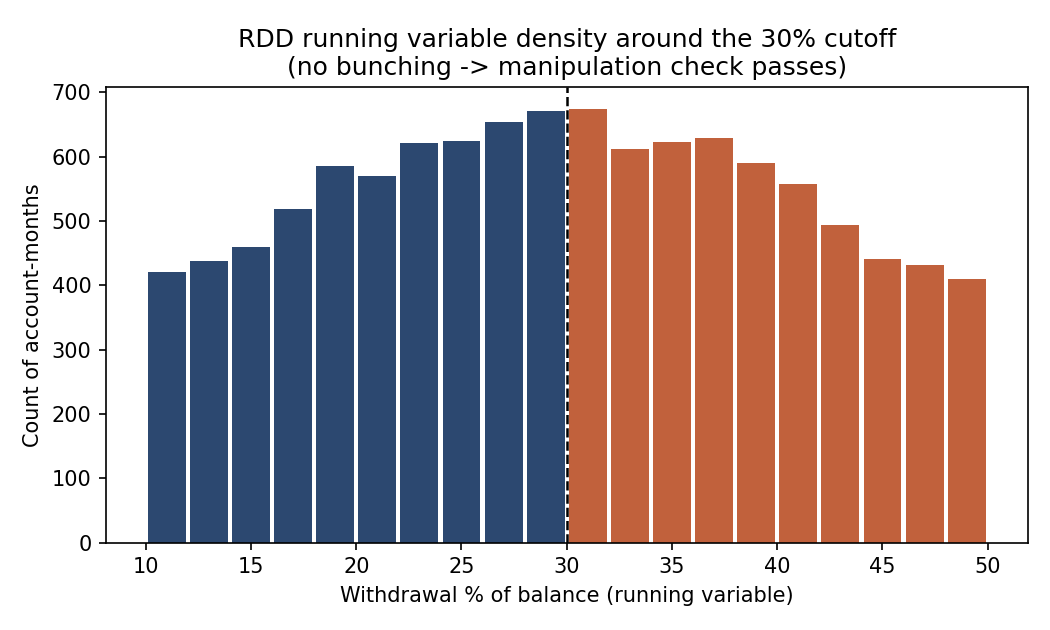 RDD running variable density around the 30% cutoff
(no bunching -> manipulation check passes)
Count of account-months
700
600
500
400
300
200
100
0
10 15 20 25 30 35 40 45 50
Withdrawal % of balance (running variable)